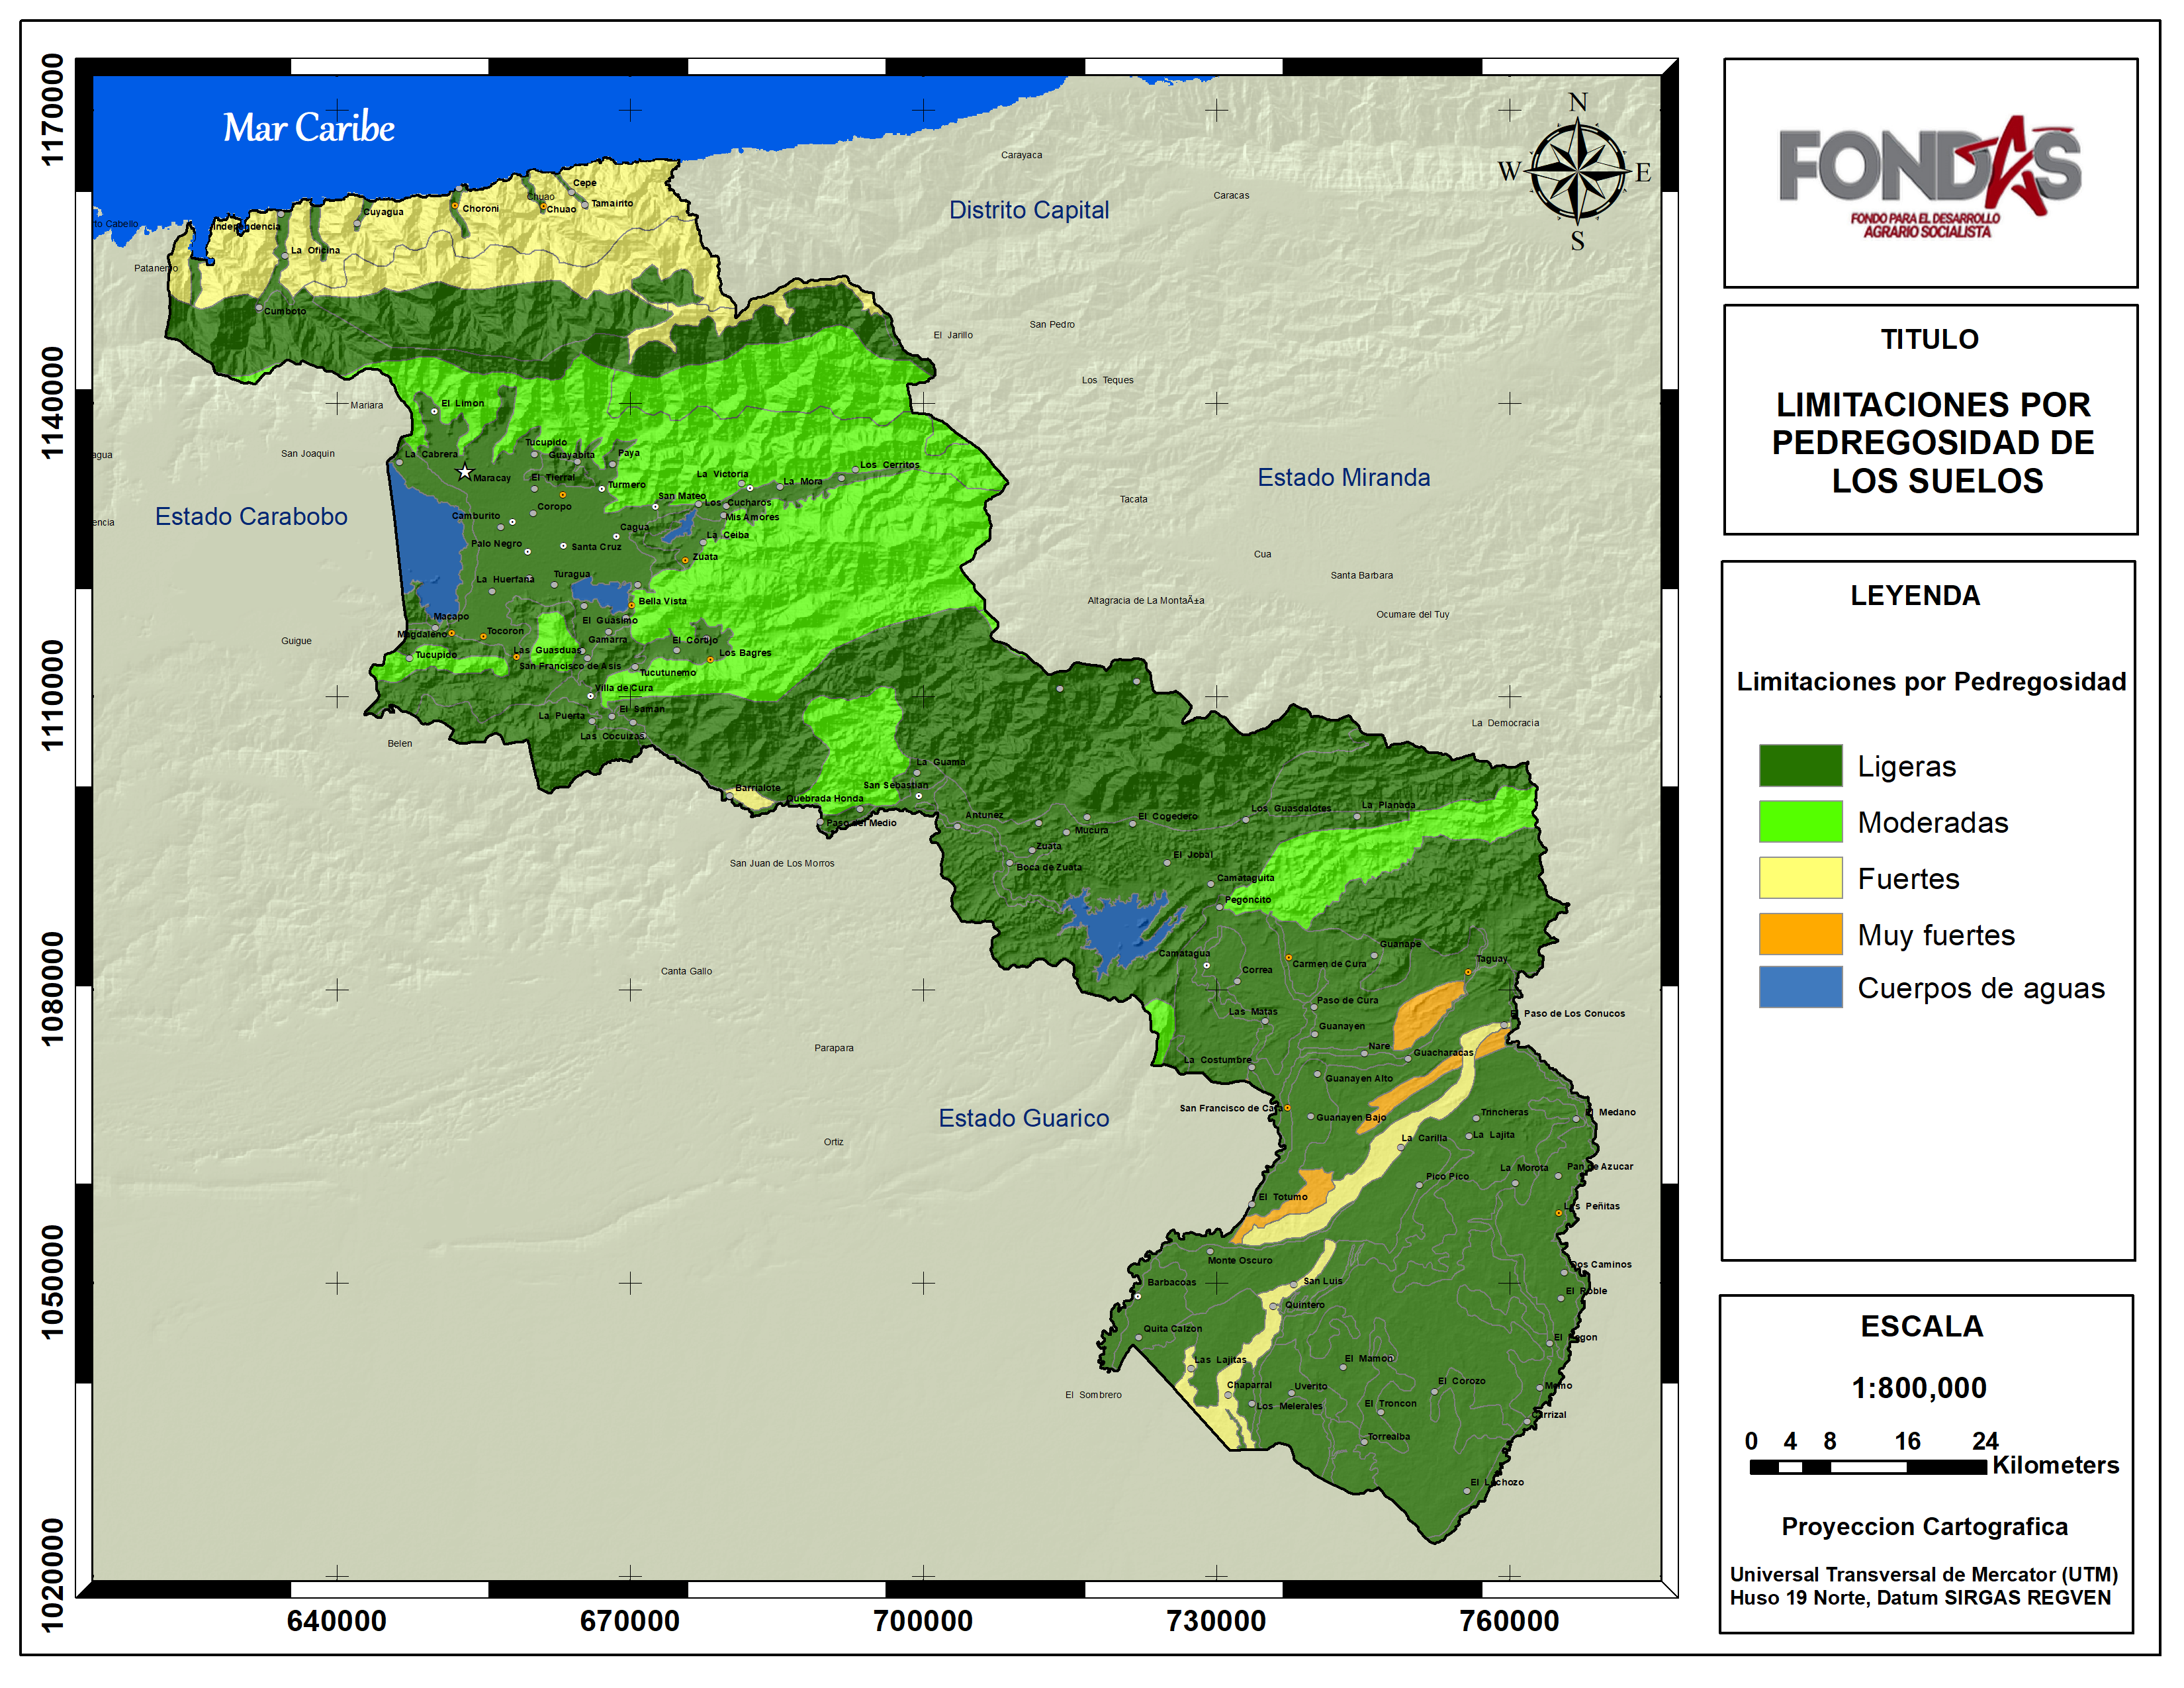 1170000
1140000
1110000
1080000
1050000
1020000
640000
670000
700000
730000
760000
Mar Caribe
N
W
E
S
Carayaca
Caracas
Distrito Capital
Cepe
Chuao
Chuao
Tamairito
Choroni
Cuyagua
Independencia
La Oficina
Patanemo
Cumboto
El Jarillo
San Pedro
Los Teques
Mariara
El Limon
San Joaquin
La Cabrera
Maracay
Tucupido
Guayabita
Paya
El Tierral
Turmero
La Victoria
La Mora
Los Cerritos
Estado Miranda
Tacata
San Mateo
Los Cucharos
Mis Amores
Camburito
Coropo
Cagua
Estado Carabobo
Palo Negro
Santa Cruz
La Ceiba
Zuata
Cua
Santa Barbara
La Huerfana
Turagua
Bella Vista
Altagracia de La MontaÃ±a
Ocumare del Tuy
Macapo
El Guasimo
Magdaleno
Tocoron
Gamarra
El Corojo
Guigue
Las Guasduas
Los Bagres
Tucupido
San Francisco de Asis
Tucutunemo
Villa de Cura
La Puerta
El Saman
Las Cocuizas
Belen
La Democracia
La Guama
San Sebastian
Barrialote
Quebrada Honda
Paso del Medio
Antunez
Mucura
El Cogedero
Los Guasdalotes
La Planada
San Juan de Los Morros
Zuata
Boca de Zuata
El Jobal
Camataguita
Pegoncito
Canta Gallo
Camatagua
Correa
Carmen de Cura
Guanape
Taguay
Paso de Cura
Las Matas
Guanayen
El Paso de Los Conucos
Parapara
Nare
Guacharacas
La Costumbre
Guanayen Alto
Estado Guarico
San Francisco de Cara
Guanayen Bajo
Trincheras
El Medano
Ortiz
La Carilla
La Lajita
Pico Pico
La Morota
Pan de Azucar
El Totumo
Las Peñitas
Monte Oscuro
Barbacoas
San Luis
Dos Caminos
Quintero
El Roble
Quita Calzon
Las Lajitas
El Mamon
El Sombrero
Chaparral
Uverito
El Corozo
Memo
Los Melerales
El Troncon
Torrealba
El Lechozo
FONDAS
FONDO PARA EL DESARROLLO
AGRARIO SOCIALISTA
TITULO
LIMITACIONES POR
PEDREGOSIDAD DE
LOS SUELOS
LEYENDA
Limitaciones por Pedregosidad
Ligeras
Moderadas
Fuertes
Muy fuertes
Cuerpos de aguas
ESCALA
1:800,000
0 4 8 16 24
Kilometers
Proyeccion Cartografica
Universal Transversal de Mercator (UTM)
Huso 19 Norte, Datum SIRGAS REGVEN